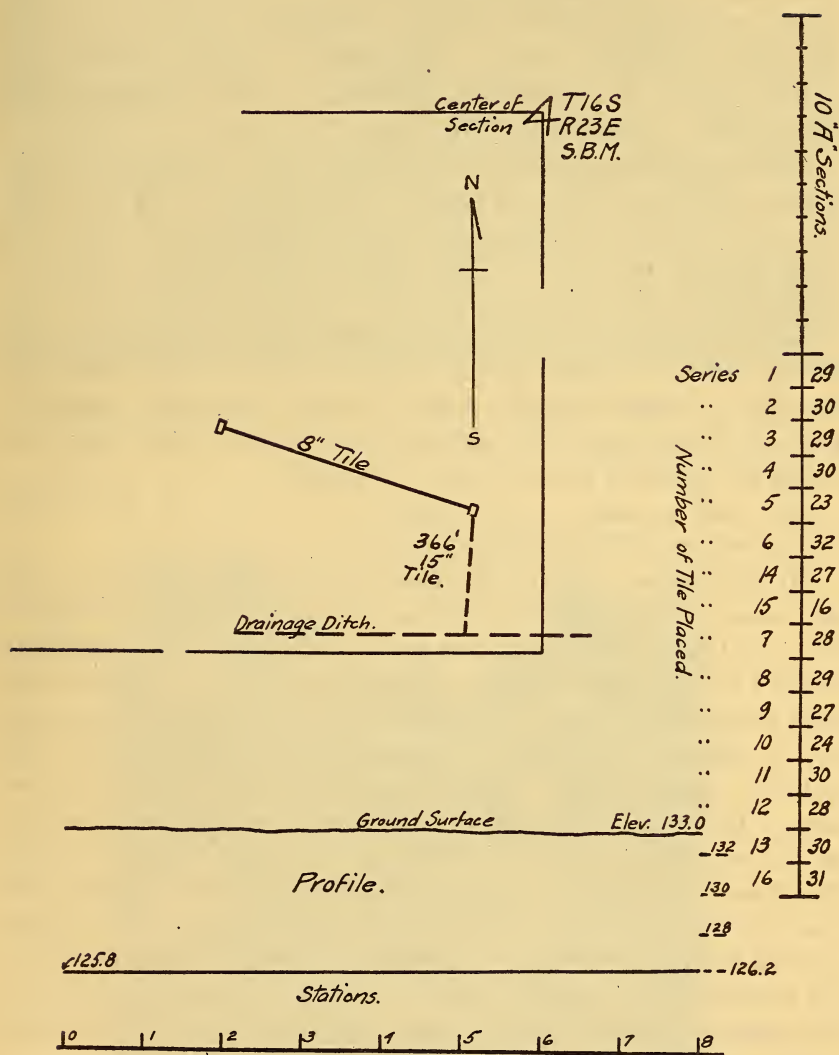 Center of
Section
T16S
R23E
S.B.M.
10 "A" Sections.
N
S
8" Tile
366'
15"
Tile.
Drainage Ditch.
Number of Tile Placed.
Series 1 29
" 2 30
" 3 29
" 4 30
" 5 23
" 6 32
" 14 27
" 15 16
" 7 28
" 8 29
" 9 27
" 10 24
" 11 30
" 12 28
13 30
16 31
Ground Surface Elev. 133.0
132
Profile.
130
128
125.8
126.2
Stations.
0 1 2 3 4 5 6 7 8